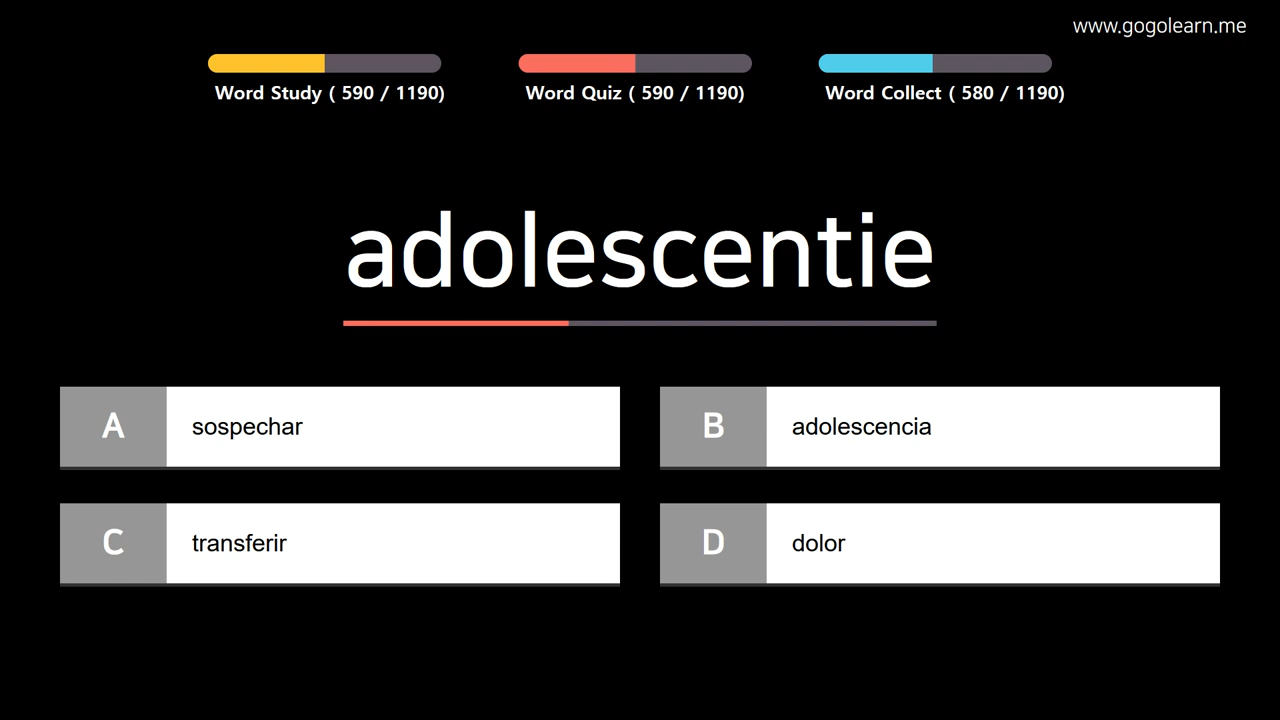 www.gogolearn.me
Word Study ( 590 / 1190)
Word Quiz ( 590 / 1190)
Word Collect ( 580 / 1190)
adolescentie
A sospechar
B adolescencia
C transferir
D dolor